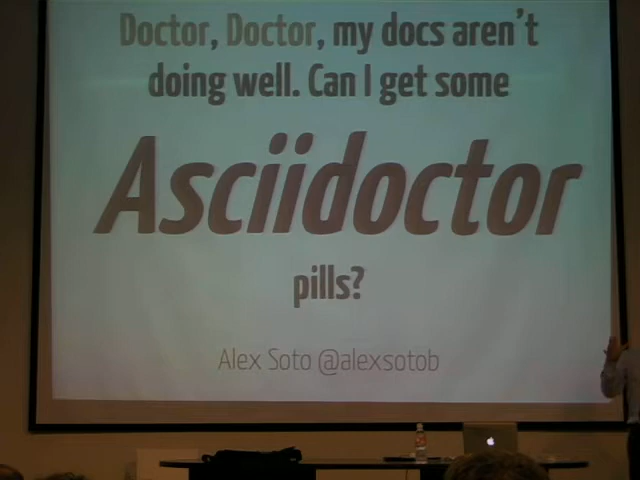 Doctor, Doctor, my docs aren't
doing well. Can I get some
Asciidoctor
pills?
Alex Soto @alexsotob